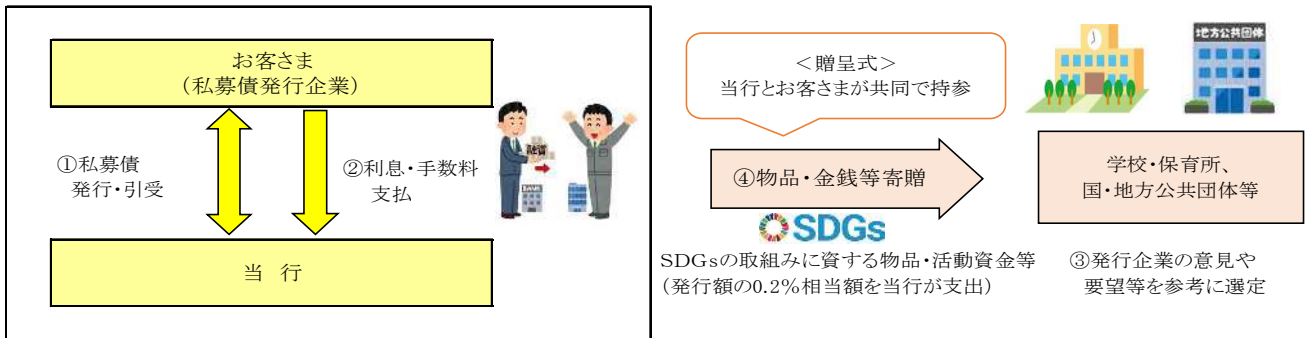 お客さま
(私募債発行企業)
①私募債
発行・引受
②利息・手数料
支払
融資
BANK
当 行
<贈呈式>
当行とお客さまが共同で持参
④物品・金銭等寄贈
SDGs
SDGsの取組みに資する物品・活動資金等
(発行額の0.2%相当額を当行が支出)
地方公共団体
学校・保育所、
国・地方公共団体等
③発行企業の意見や
要望等を参考に選定